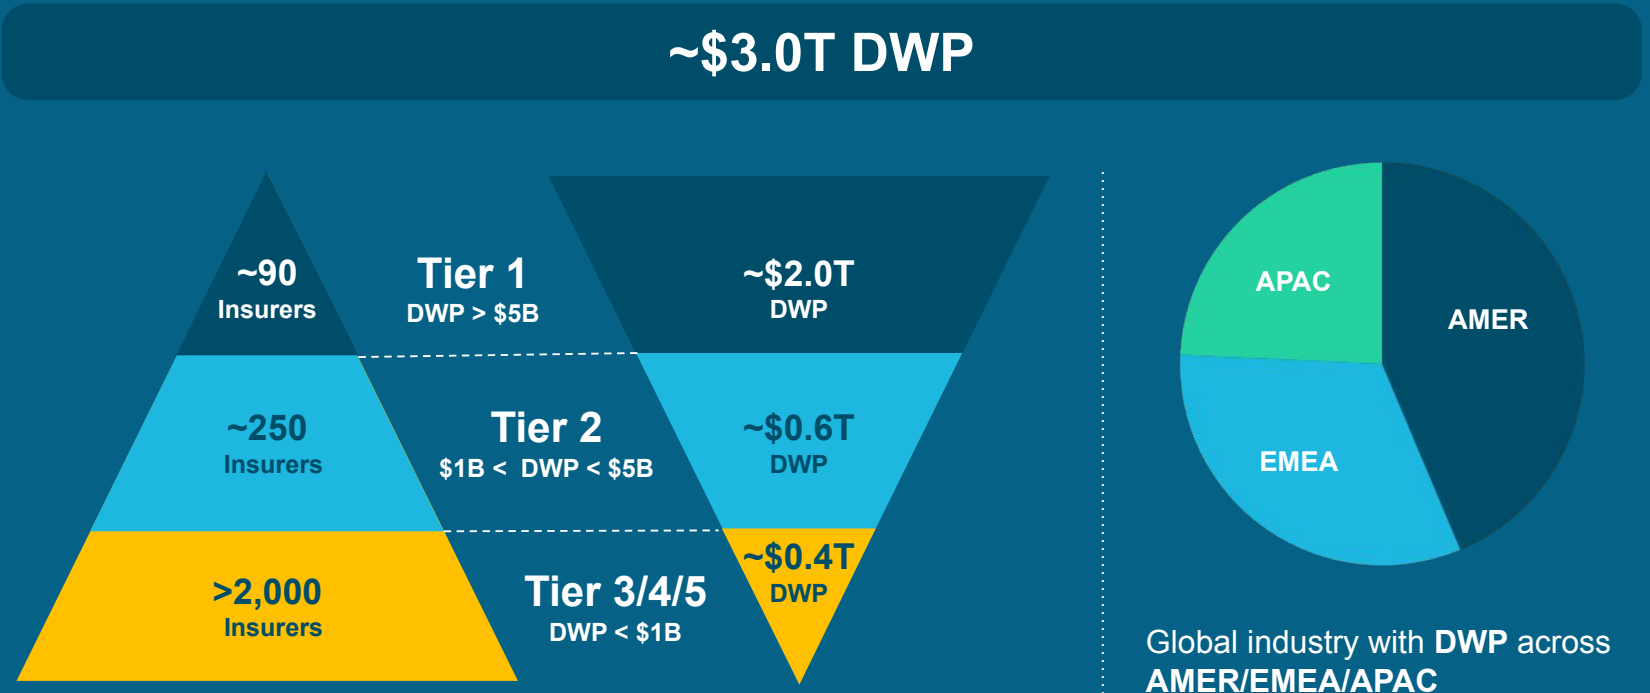 ~$3.0T DWP
~90
Insurers
Tier 1
DWP > $5B
~$2.0T
DWP
~250
Insurers
Tier 2
$1B <  DWP < $5B
~$0.6T
DWP
>2,000
Insurers
Tier 3/4/5
DWP < $1B
~$0.4T
DWP
APAC
AMER
EMEA
Global industry with DWP across
AMER/EMEA/APAC